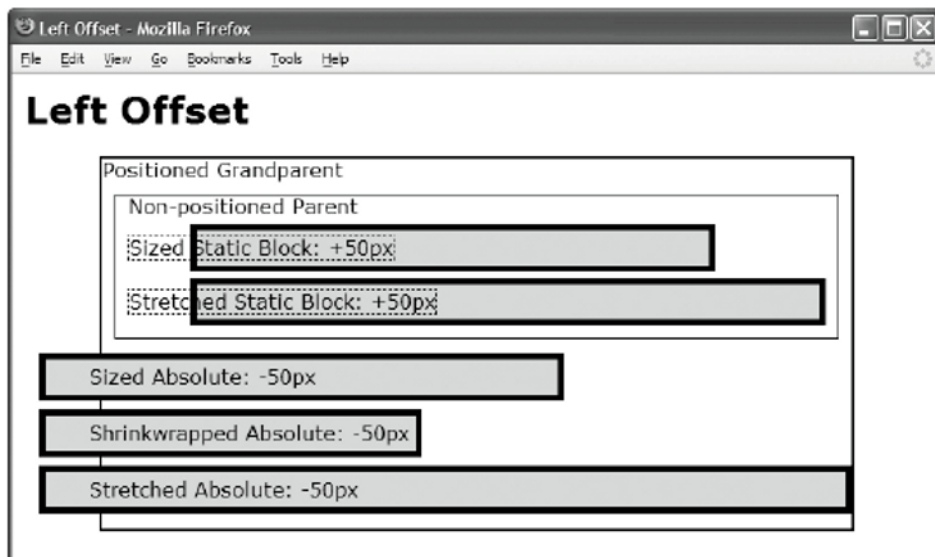 Left Offset - Mozilla Firefox
File Edit View Go Bookmarks Tools Help
Left Offset
Positioned Grandparent
Non-positioned Parent
Sized Static Block: +50px
Stretched Static Block: +50px
Sized Absolute: -50px
Shrinkwrapped Absolute: -50px
Stretched Absolute: -50px